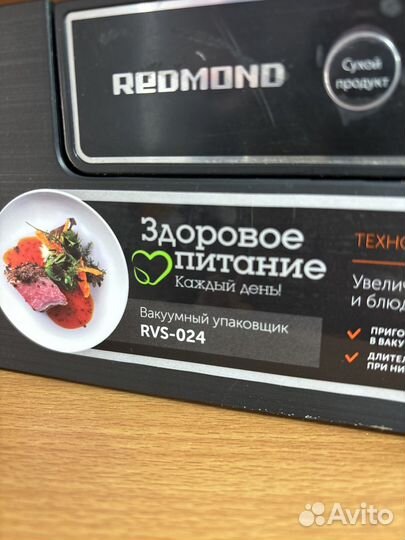 REDMOND
Сухой
продукт
Здоровое
питание
Каждый день!
Вакуумный упаковщик
RVS-024
ТЕХНО
Увелич
и блюд
ПРИГО
В ВАКУ
ДЛИТЕЛ
ПРИ НИ
Avito